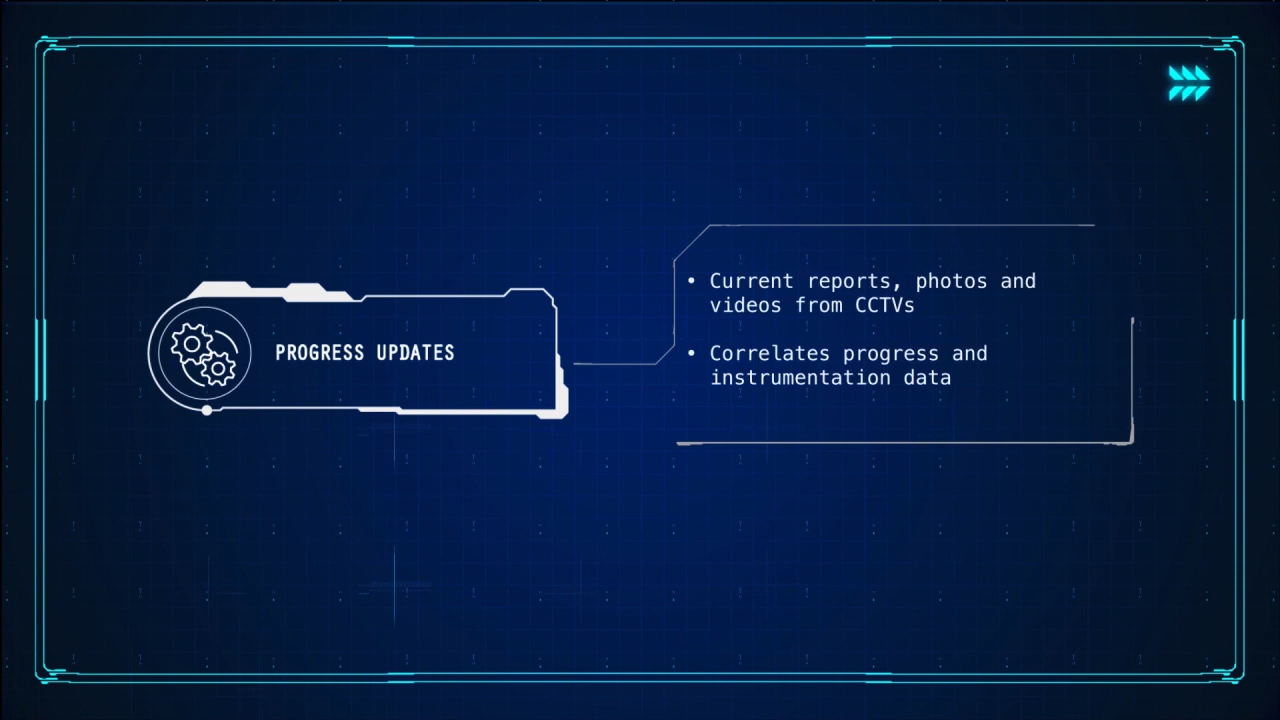 PROGRESS UPDATES
• Current reports, photos and
videos from CCTVs
• Correlates progress and
instrumentation data